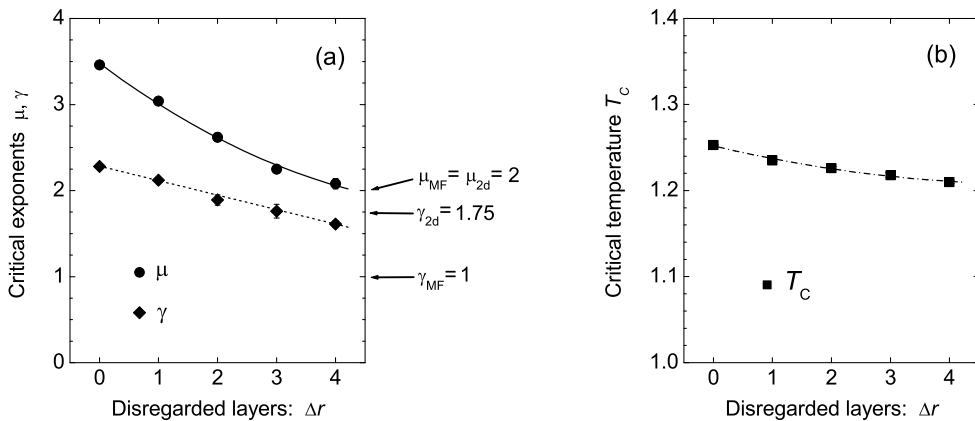 (a)
Critical exponents μ, γ
4
3
2
1
0
μMF= μ2d= 2
γ2d= 1.75
γMF= 1
μ
γ
0 1 2 3 4
Disregarded layers: Δr
(b)
Critical temperature TC
1.4
1.3
1.2
1.1
1.0
TC
0 1 2 3 4
Disregarded layers: Δr